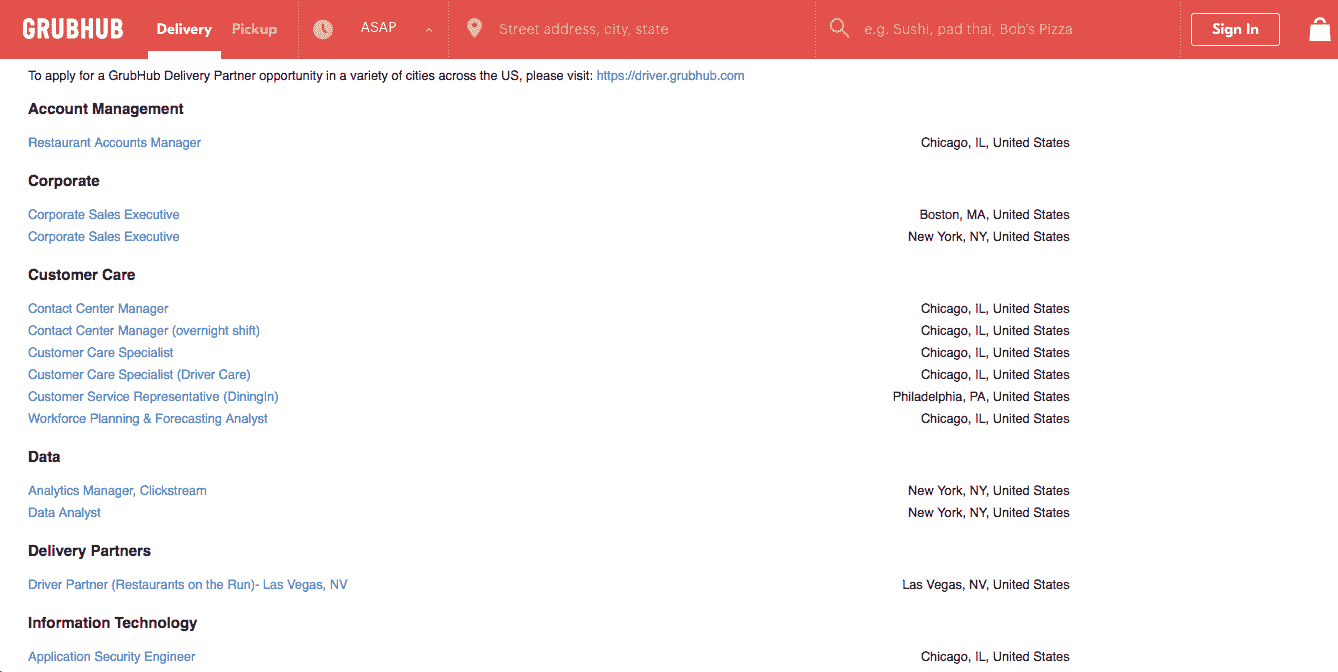 GRUBHUB Delivery Pickup ASAP Street address, city, state e.g. Sushi, pad thai, Bob's Pizza Sign In
To apply for a GrubHub Delivery Partner opportunity in a variety of cities across the US, please visit: https://driver.grubhub.com
Account Management
Restaurant Accounts Manager Chicago, IL, United States
Corporate
Corporate Sales Executive Boston, MA, United States
Corporate Sales Executive New York, NY, United States
Customer Care
Contact Center Manager Chicago, IL, United States
Contact Center Manager (overnight shift) Chicago, IL, United States
Customer Care Specialist Chicago, IL, United States
Customer Care Specialist (Driver Care) Chicago, IL, United States
Customer Service Representative (DiningIn) Philadelphia, PA, United States
Workforce Planning & Forecasting Analyst Chicago, IL, United States
Data
Analytics Manager, Clickstream New York, NY, United States
Data Analyst New York, NY, United States
Delivery Partners
Driver Partner (Restaurants on the Run)- Las Vegas, NV Las Vegas, NV, United States
Information Technology
Application Security Engineer Chicago, IL, United States